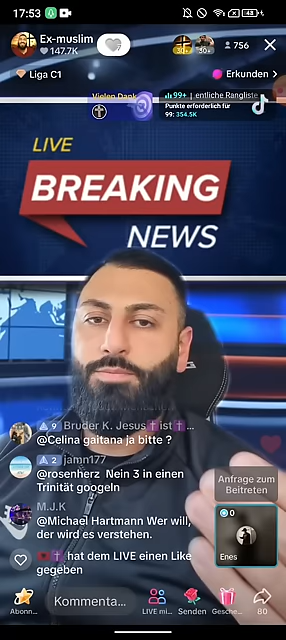 17:53
48
Ex-muslim
147.7K
30+
30+
756
Liga C1
Erkunden >
Vielen Dank
99+ | entliche Rangliste
Punkte erforderlich für
99: 354.5K
LIVE
BREAKING
NEWS
9 Bruder K. Jesus✝️ist✝️...
@Celina gaitana ja bitte ?
2 jamn177
@rosenherz Nein 3 in einen
Trinität googeln
M.J.K
@Michael Hartmann Wer will,
der wird es verstehen.
hat dem LIVE einen Like
gegeben
Anfrage zum
Beitreten
0
Enes
Kommenta...
Abonn...
LIVE mi...
Senden
Gesche...
80